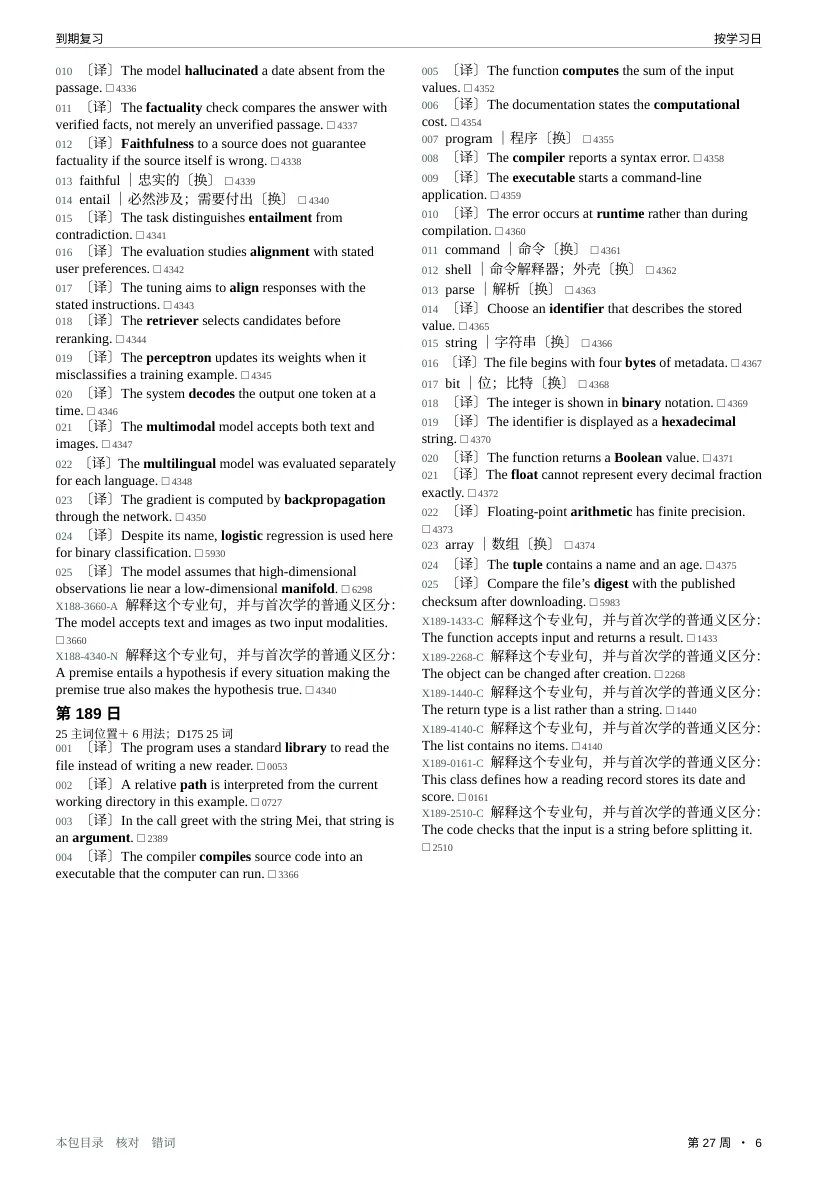 到期复习
按学习日
010 〔译〕The model hallucinated a date absent from the
passage. □ 4336
011 〔译〕The factuality check compares the answer with
verified facts, not merely an unverified passage. □ 4337
012 〔译〕Faithfulness to a source does not guarantee
factuality if the source itself is wrong. □ 4338
013 faithful ｜忠实的〔换〕 □ 4339
014 entail ｜必然涉及；需要付出〔换〕 □ 4340
015 〔译〕The task distinguishes entailment from
contradiction. □ 4341
016 〔译〕The evaluation studies alignment with stated
user preferences. □ 4342
017 〔译〕The tuning aims to align responses with the
stated instructions. □ 4343
018 〔译〕The retriever selects candidates before
reranking. □ 4344
019 〔译〕The perceptron updates its weights when it
misclassifies a training example. □ 4345
020 〔译〕The system decodes the output one token at a
time. □ 4346
021 〔译〕The multimodal model accepts both text and
images. □ 4347
022 〔译〕The multilingual model was evaluated separately
for each language. □ 4348
023 〔译〕The gradient is computed by backpropagation
through the network. □ 4350
024 〔译〕Despite its name, logistic regression is used here
for binary classification. □ 5930
025 〔译〕The model assumes that high-dimensional
observations lie near a low-dimensional manifold. □ 6298
X188-3660-A 解释这个专业句，并与首次学的普通义区分：
The model accepts text and images as two input modalities.
□ 3660
X188-4340-N 解释这个专业句，并与首次学的普通义区分：
A premise entails a hypothesis if every situation making the
premise true also makes the hypothesis true. □ 4340
第 189 日
25 主词位置＋ 6 用法；D175 25 词
001 〔译〕The program uses a standard library to read the
file instead of writing a new reader. □ 0053
002 〔译〕A relative path is interpreted from the current
working directory in this example. □ 0727
003 〔译〕In the call greet with the string Mei, that string is
an argument. □ 2389
004 〔译〕The compiler compiles source code into an
executable that the computer can run. □ 3366
005 〔译〕The function computes the sum of the input
values. □ 4352
006 〔译〕The documentation states the computational
cost. □ 4354
007 program ｜程序〔换〕 □ 4355
008 〔译〕The compiler reports a syntax error. □ 4358
009 〔译〕The executable starts a command-line
application. □ 4359
010 〔译〕The error occurs at runtime rather than during
compilation. □ 4360
011 command ｜命令〔换〕 □ 4361
012 shell ｜命令解释器；外壳〔换〕 □ 4362
013 parse ｜解析〔换〕 □ 4363
014 〔译〕Choose an identifier that describes the stored
value. □ 4365
015 string ｜字符串〔换〕 □ 4366
016 〔译〕The file begins with four bytes of metadata. □ 4367
017 bit ｜位；比特〔换〕 □ 4368
018 〔译〕The integer is shown in binary notation. □ 4369
019 〔译〕The identifier is displayed as a hexadecimal
string. □ 4370
020 〔译〕The function returns a Boolean value. □ 4371
021 〔译〕The float cannot represent every decimal fraction
exactly. □ 4372
022 〔译〕Floating-point arithmetic has finite precision.
□ 4373
023 array ｜数组〔换〕 □ 4374
024 〔译〕The tuple contains a name and an age. □ 4375
025 〔译〕Compare the file’s digest with the published
checksum after downloading. □ 5983
X189-1433-C 解释这个专业句，并与首次学的普通义区分：
The function accepts input and returns a result. □ 1433
X189-2268-C 解释这个专业句，并与首次学的普通义区分：
The object can be changed after creation. □ 2268
X189-1440-C 解释这个专业句，并与首次学的普通义区分：
The return type is a list rather than a string. □ 1440
X189-4140-C 解释这个专业句，并与首次学的普通义区分：
The list contains no items. □ 4140
X189-0161-C 解释这个专业句，并与首次学的普通义区分：
This class defines how a reading record stores its date and
score. □ 0161
X189-2510-C 解释这个专业句，并与首次学的普通义区分：
The code checks that the input is a string before splitting it.
□ 2510
本包目录 核对 错词
第 27 周 · 6